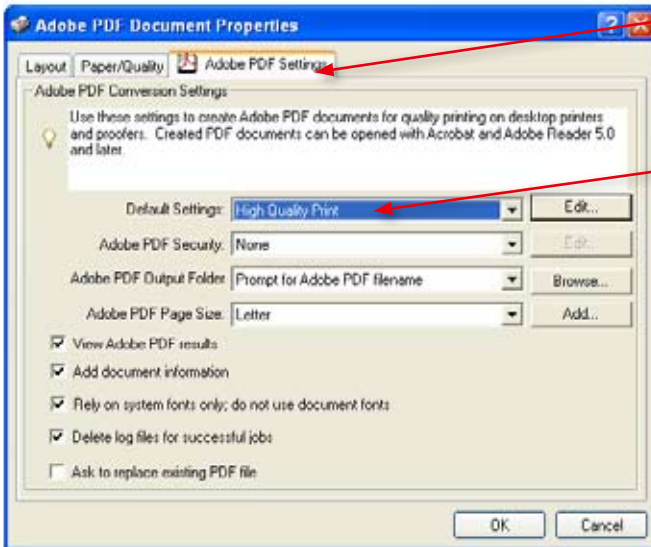 Adobe PDF Document Properties
Layout Paper/Quality Adobe PDF Settings
Adobe PDF Conversion Settings
Use these settings to create Adobe PDF documents for quality printing on desktop printers
and proofers. Created PDF documents can be opened with Acrobat and Adobe Reader 5.0
and later.
Default Settings: High Quality Print Edit...
Adobe PDF Security: None Edit...
Adobe PDF Output Folder: Prompt for Adobe PDF filename Browse...
Adobe PDF Page Size: Letter Add...
View Adobe PDF results
Add document information
Rely on system fonts only; do not use document fonts
Delete log files for successful jobs
Ask to replace existing PDF file
OK Cancel